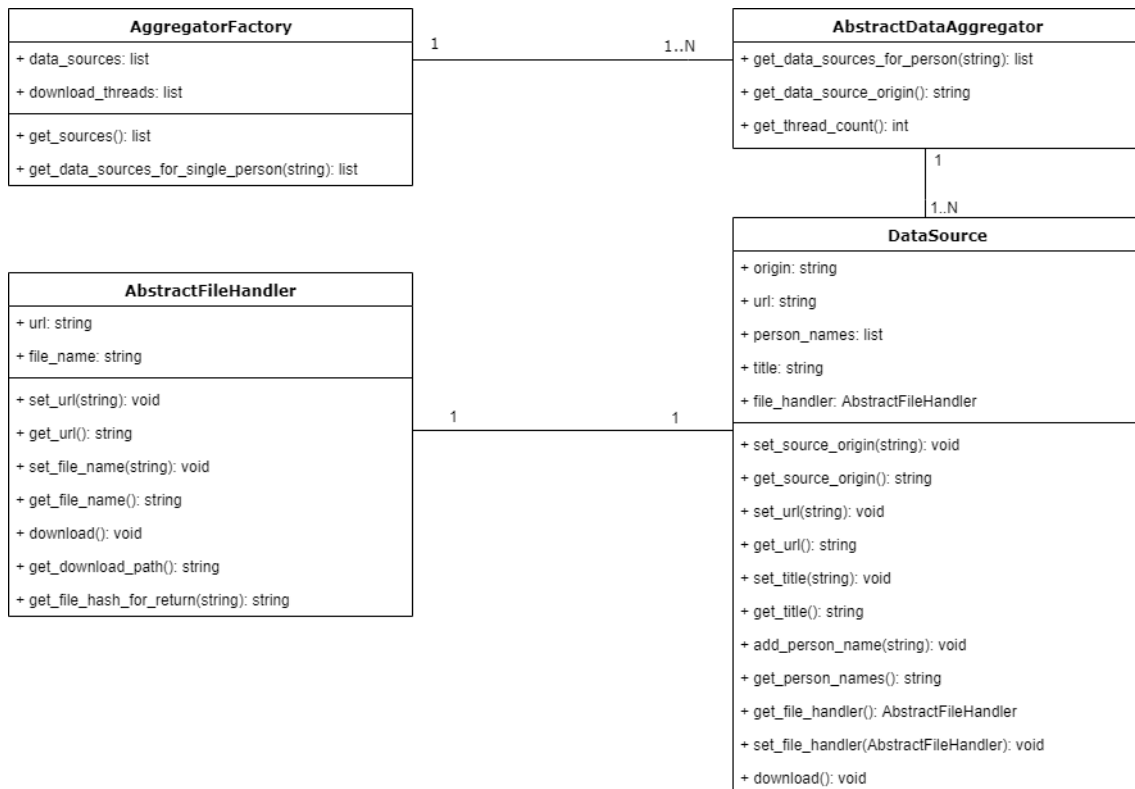 AggregatorFactory
+ data_sources: list
+ download_threads: list
+ get_sources(): list
+ get_data_sources_for_single_person(string): list
1
1..N
AbstractDataAggregator
+ get_data_sources_for_person(string): list
+ get_data_source_origin(): string
+ get_thread_count(): int
1
1..N
AbstractFileHandler
+ url: string
+ file_name: string
+ set_url(string): void
+ get_url(): string
+ set_file_name(string): void
+ get_file_name(): string
+ download(): void
+ get_download_path(): string
+ get_file_hash_for_return(string): string
1
1
DataSource
+ origin: string
+ url: string
+ person_names: list
+ title: string
+ file_handler: AbstractFileHandler
+ set_source_origin(string): void
+ get_source_origin(): string
+ set_url(string): void
+ get_url(): string
+ set_title(string): void
+ get_title(): string
+ add_person_name(string): void
+ get_person_names(): string
+ get_file_handler(): AbstractFileHandler
+ set_file_handler(AbstractFileHandler): void
+ download(): void